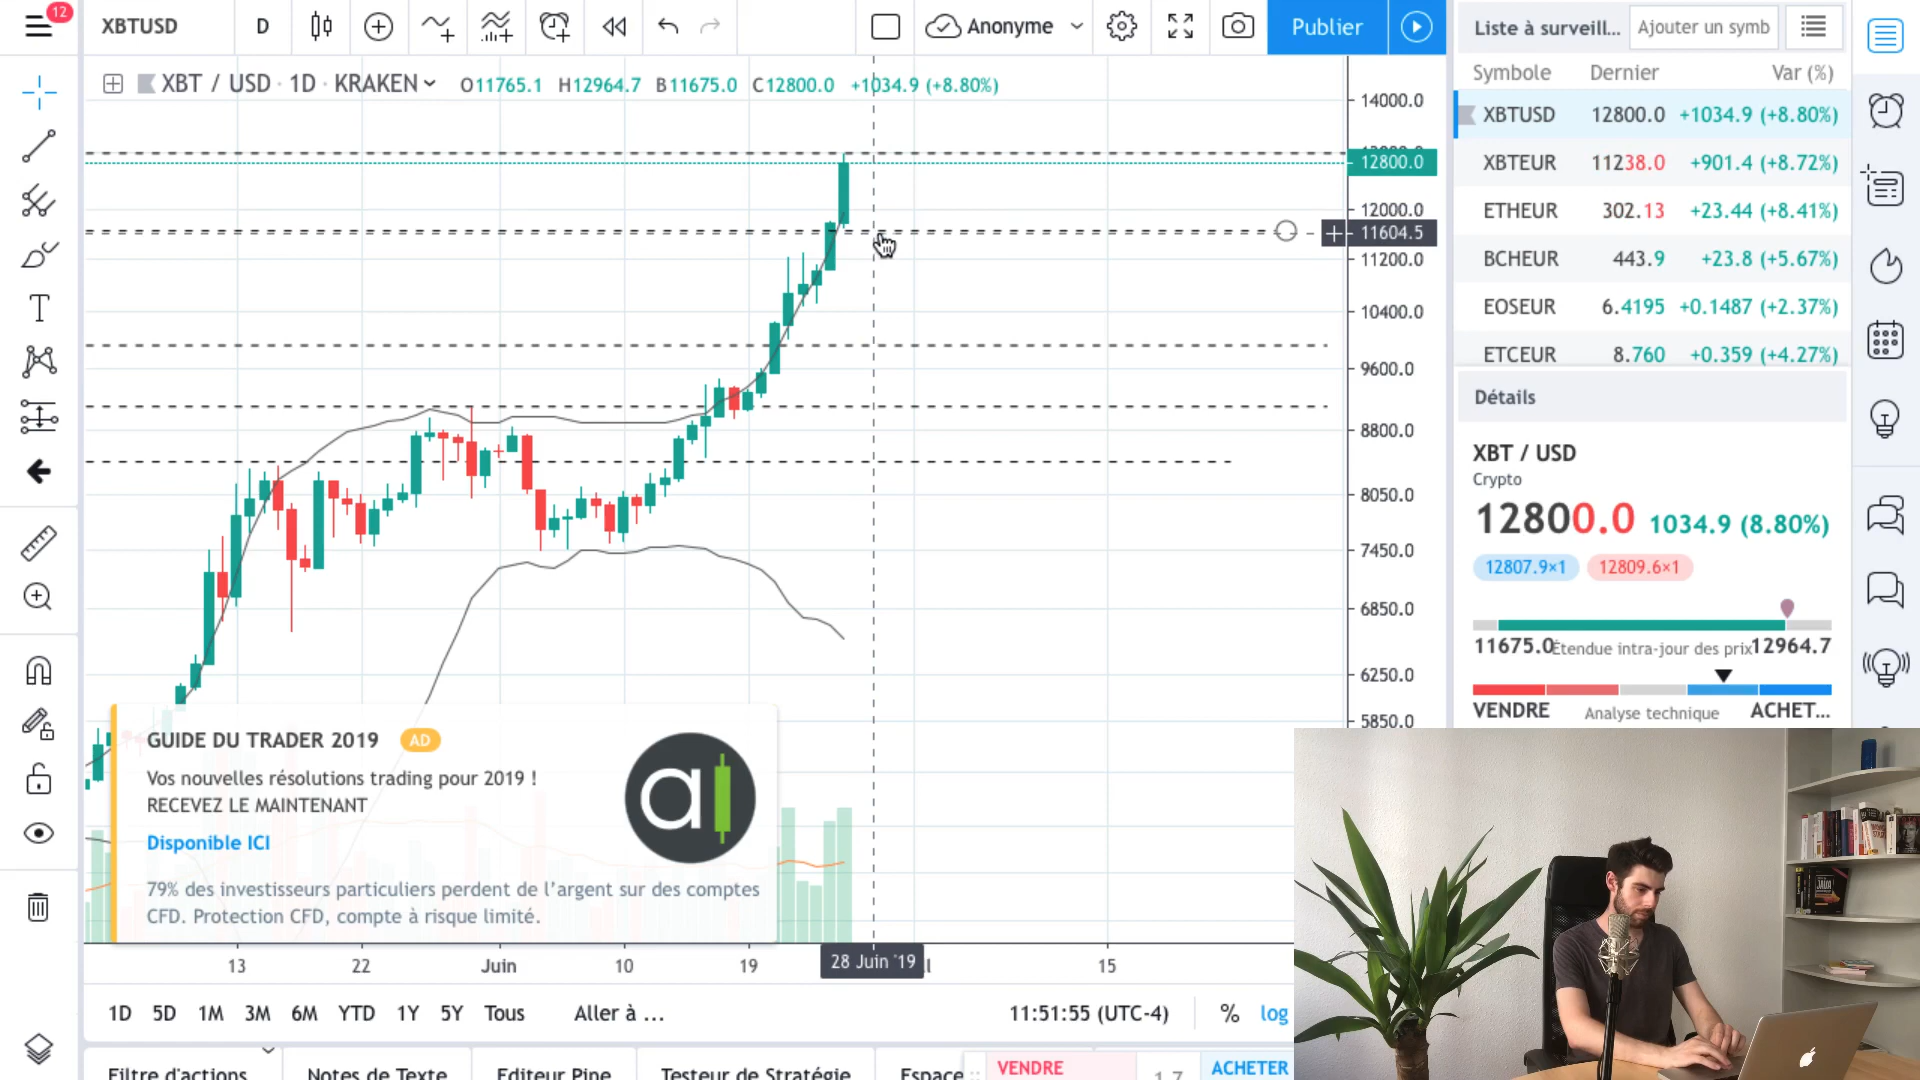 12
XBTUSD
D
Anonyme
Publier
Liste à surveill...
Ajouter un symb
XBT / USD · 1D · KRAKEN
O11765.1 H12964.7 B11675.0 C12800.0 +1034.9 (+8.80%)
Symbole Dernier Var (%)
XBTUSD 12800.0 +1034.9 (+8.80%)
XBTEUR 11238.0 +901.4 (+8.72%)
ETHEUR 302.13 +23.44 (+8.41%)
BCHEUR 443.9 +23.8 (+5.67%)
EOSEUR 6.4195 +0.1487 (+2.37%)
ETCEUR 8.760 +0.359 (+4.27%)
14000.0
12800.0
12000.0
11604.5
11200.0
10400.0
9600.0
8800.0
8050.0
7450.0
6850.0
6250.0
5850.0
Détails
XBT / USD
Crypto
12800.0 1034.9 (8.80%)
12807.9×1 12809.6×1
11675.0 Étendue intra-jour des prix 12964.7
VENDRE Analyse technique ACHET...
GUIDE DU TRADER 2019 AD
Vos nouvelles résolutions trading pour 2019 !
RECEVEZ LE MAINTENANT
Disponible ICI
79% des investisseurs particuliers perdent de l'argent sur des comptes
CFD. Protection CFD, compte à risque limité.
al
13 22 Juin 10 19 28 Juin '19 15
1D 5D 1M 3M 6M YTD 1Y 5Y Tous Aller à ... 11:51:55 (UTC-4) % log
Filtre d'actions Notes de Texte Editeur Pine Testeur de Stratégie Espace
VENDRE 1.7 ACHETER